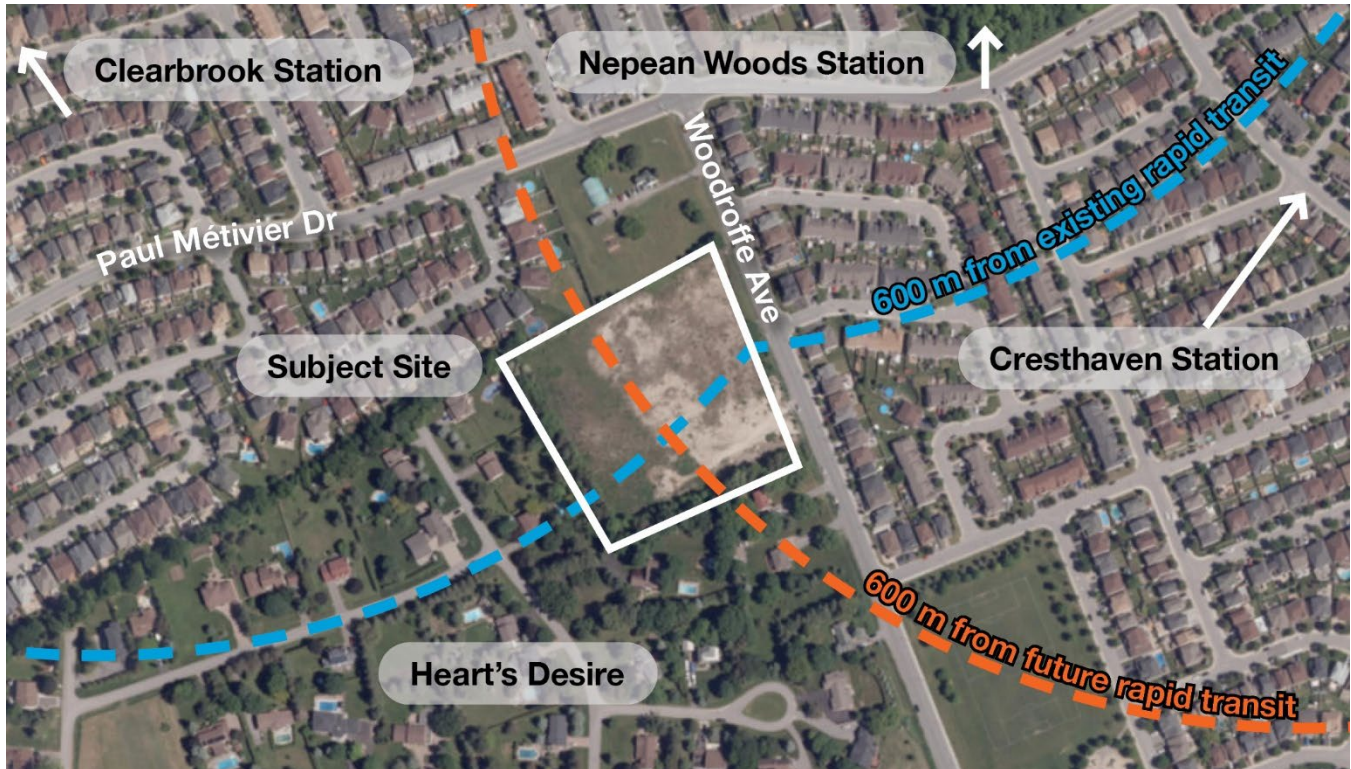 Clearbrook Station
Nepean Woods Station
Woodroffe Ave
600 m from existing rapid transit
Paul Métivier Dr
Subject Site
Cresthaven Station
600 m from future rapid transit
Heart's Desire